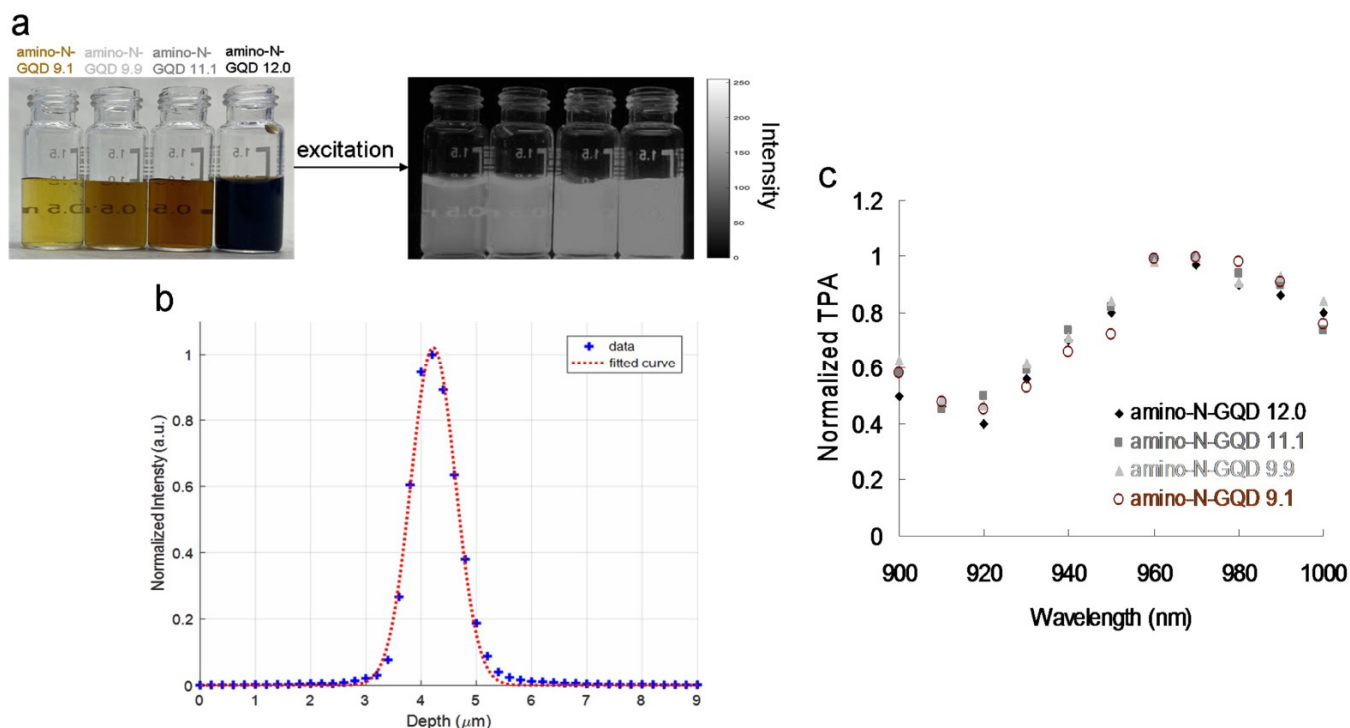 a
amino-N-
GQD 9.1
amino-N-
GQD 9.9
amino-N-
GQD 11.1
amino-N-
GQD 12.0
excitation
250
200
150
100
50
0
Intensity
b
data
fitted curve
1
0.8
0.6
0.4
0.2
0
Normalized Intensty (a.u.)
0 1 2 3 4 5 6 7 8 9
Depth (μm)
c
1.2
1
0.8
0.6
0.4
0.2
0
Normalized TPA
amino-N-GQD 12.0
amino-N-GQD 11.1
amino-N-GQD 9.9
amino-N-GQD 9.1
900 920 940 960 980 1000
Wavelength (nm)